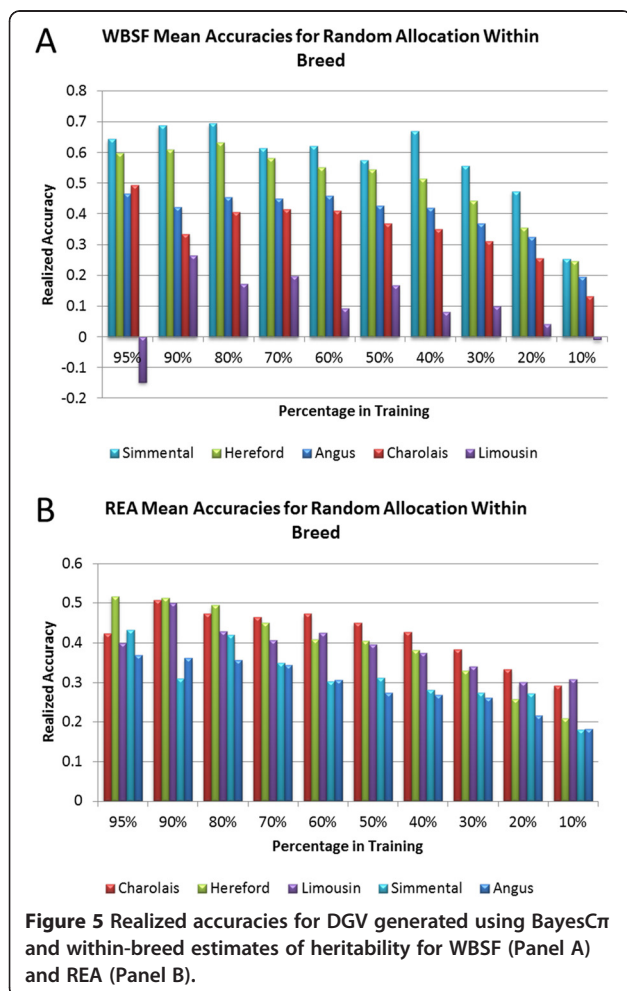 A
WBSF Mean Accuracies for Random Allocation Within
Breed
0.8
0.7
0.6
0.5
0.4
0.3
0.2
0.1
0
-0.1
-0.2
Realized Accuracy
95% 90% 80% 70% 60% 50% 40% 30% 20% 10%
Percentage in Training
Simmental Hereford Angus Charolais Limousin
B
REA Mean Accuracies for Random Allocation Within
Breed
0.6
0.5
0.4
0.3
0.2
0.1
0
Realized Accuracy
95% 90% 80% 70% 60% 50% 40% 30% 20% 10%
Percentage in Training
Charolais Hereford Limousin Simmental Angus
Figure 5 Realized accuracies for DGV generated using BayesCπ
and within-breed estimates of heritability for WBSF (Panel A)
and REA (Panel B).